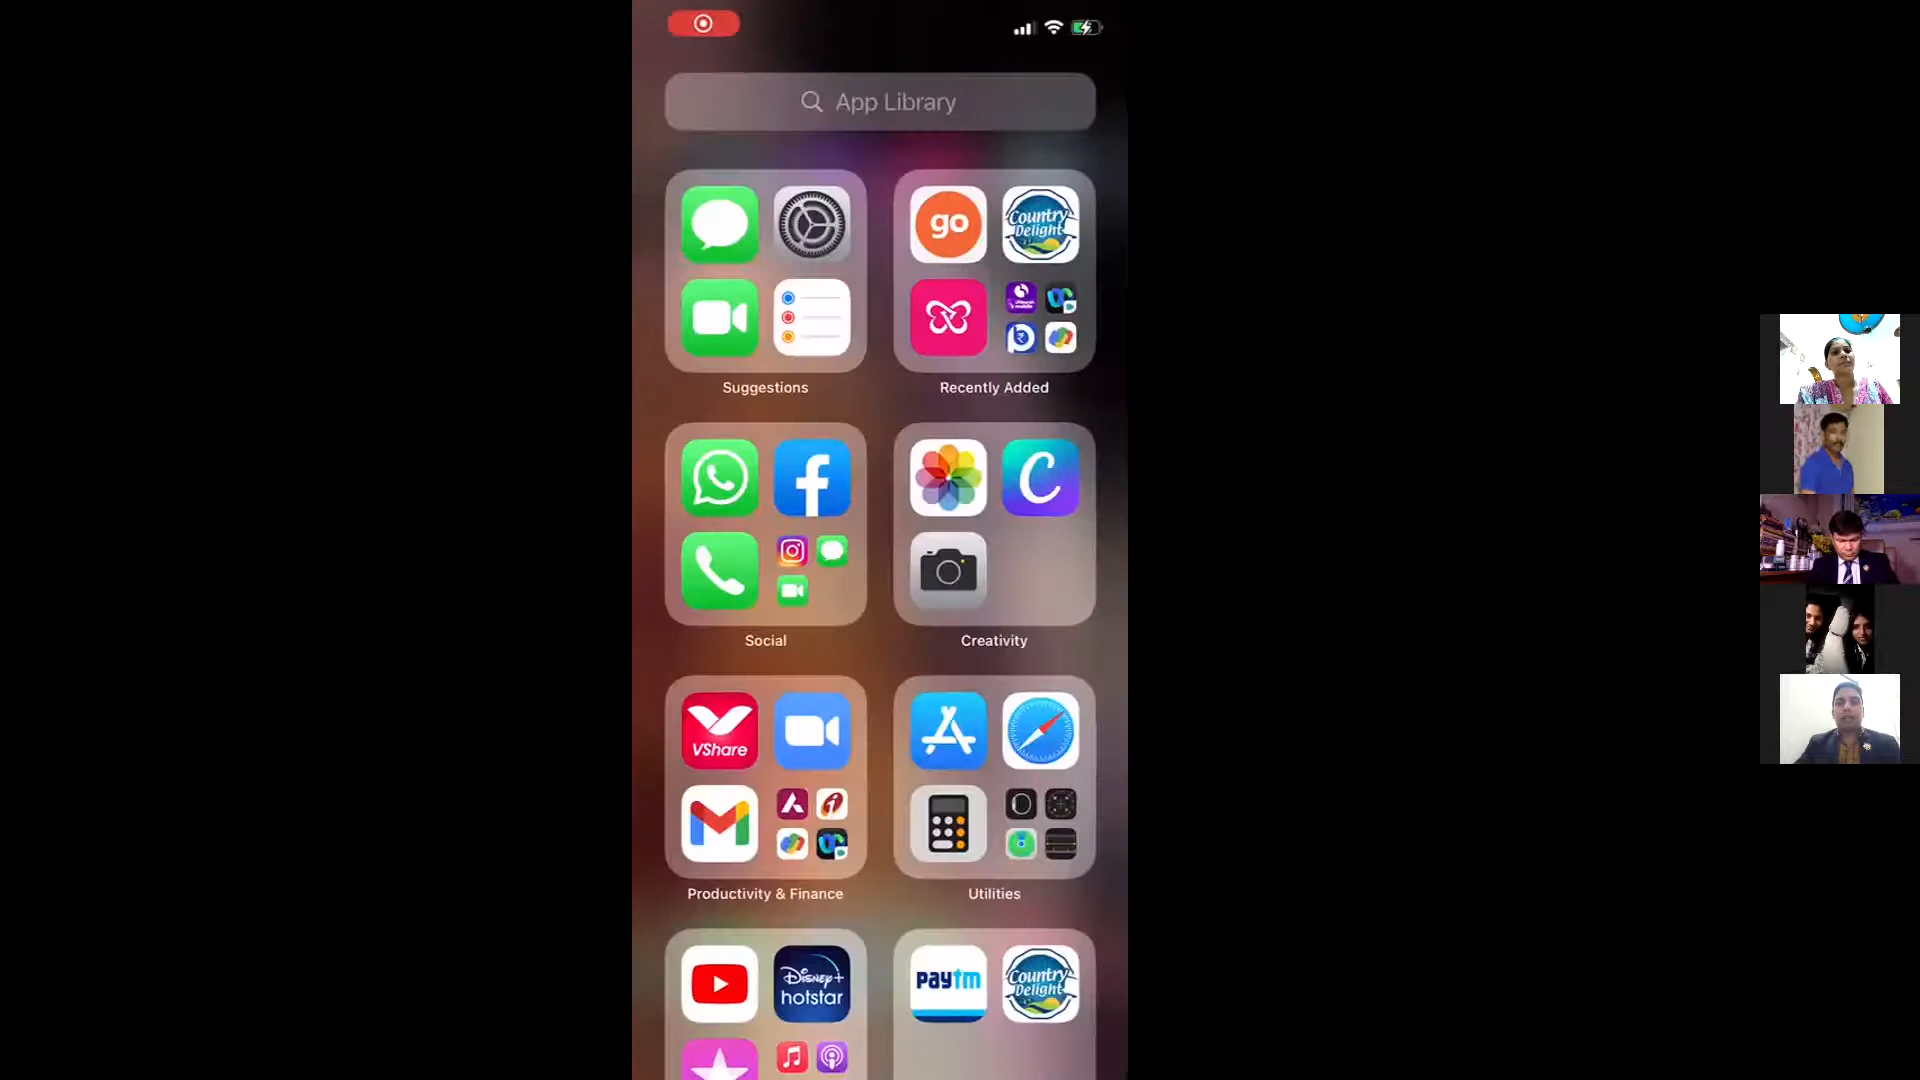 App Library
go
Country
Delight
Suggestions
Recently Added
Social
Creativity
VShare
Productivity & Finance
Utilities
Disney+
hotstar
paytm
Country
Delight